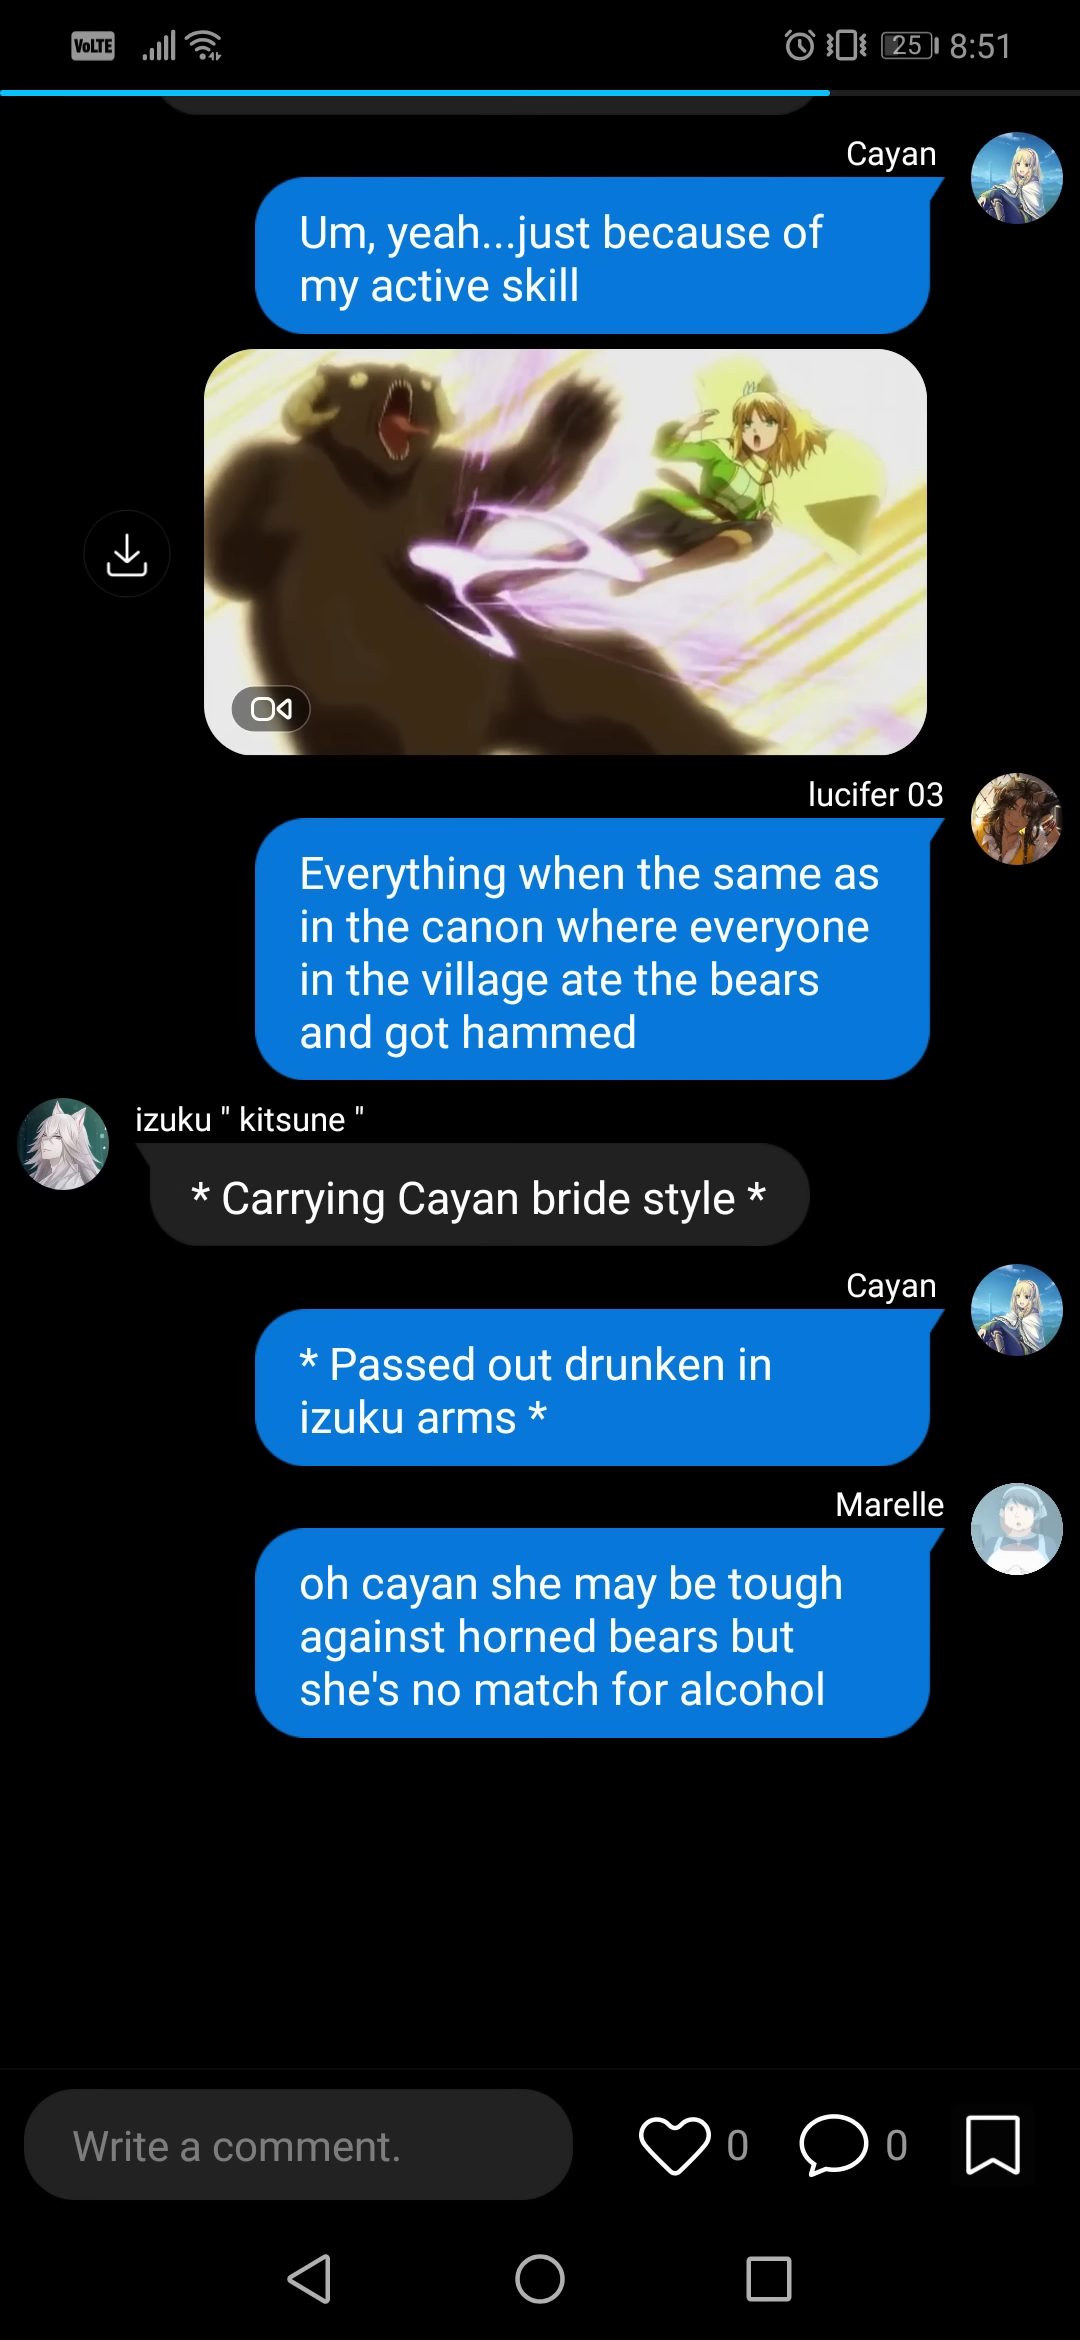 VoLTE 25 8:51
Cayan
Um, yeah...just because of
my active skill
lucifer 03
Everything when the same as
in the canon where everyone
in the village ate the bears
and got hammed
izuku " kitsune "
* Carrying Cayan bride style *
Cayan
* Passed out drunken in
izuku arms *
Marelle
oh cayan she may be tough
against horned bears but
she's no match for alcohol
Write a comment. 0 0